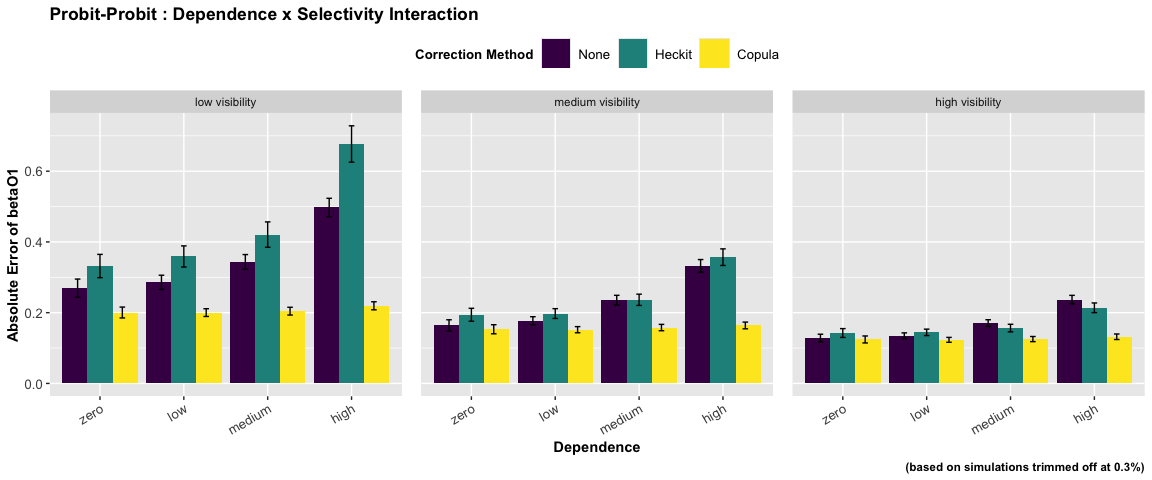 Probit-Probit : Dependence x Selectivity Interaction
Correction Method None Heckit Copula
low visibility medium visibility high visibility
Absolute Error of betaO1
0.6
0.4
0.2
0.0
zero low medium high zero low medium high zero low medium high
Dependence
(based on simulations trimmed off at 0.3%)